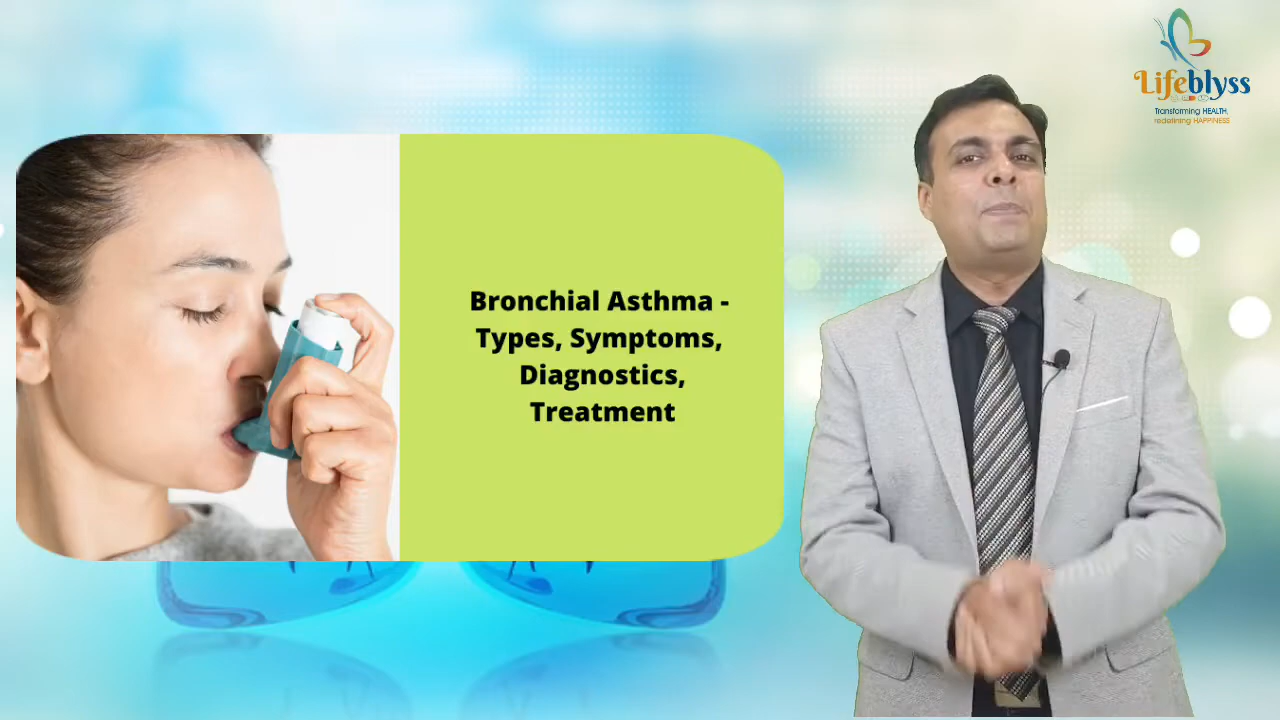 Bronchial Asthma -
Types, Symptoms,
Diagnostics,
Treatment
Lifeblyss
Transforming HEALTH,
redefining HAPPINESS